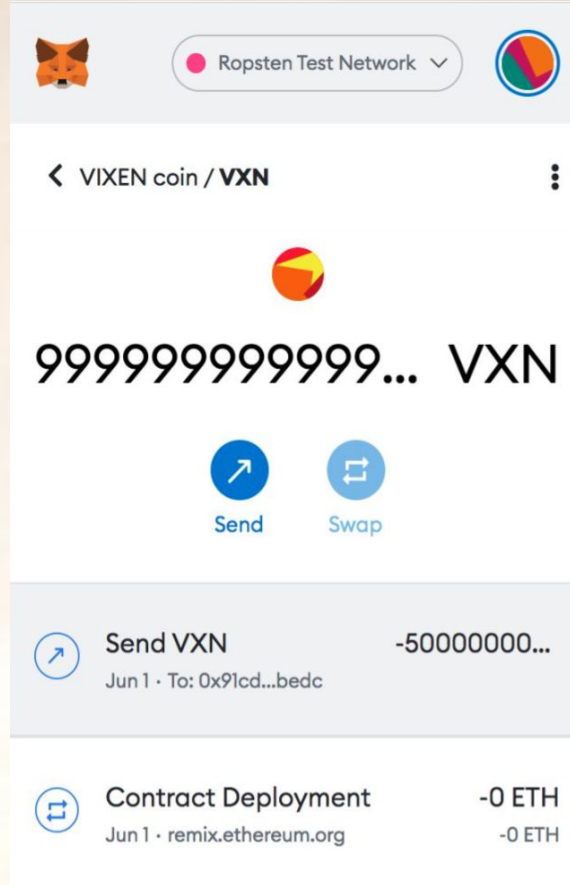 Ropsten Test Network
VIXEN coin / VXN
999999999999... VXN
Send Swap
Send VXN -50000000...
Jun 1 · To: 0x91cd...bedc
Contract Deployment -0 ETH
Jun 1 · remix.ethereum.org -0 ETH